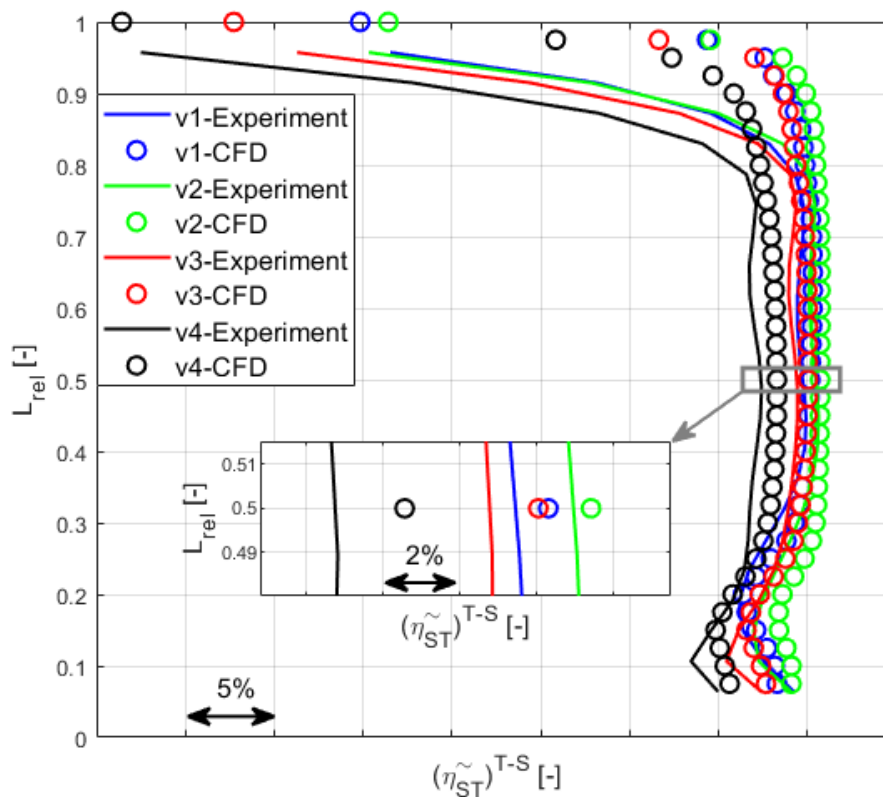 1
0.9
0.8
0.7
0.6
0.5
0.4
0.3
0.2
0.1
0
L_rel [-]
v1-Experiment
v1-CFD
v2-Experiment
v2-CFD
v3-Experiment
v3-CFD
v4-Experiment
v4-CFD
0.51
0.5
0.49
L_rel [-]
2%
(η_ST^~)^T-S [-]
5%
(η_ST^~)^T-S [-]